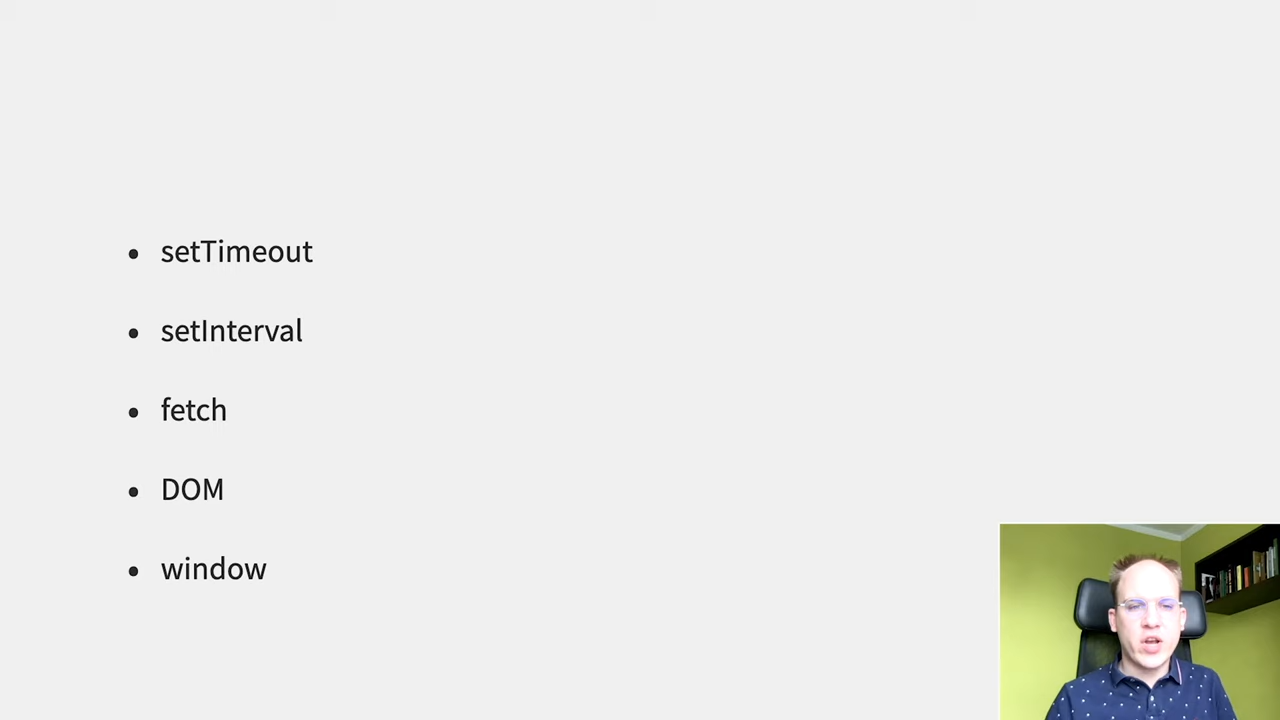 • setTimeout
• setInterval
• fetch
• DOM
• window